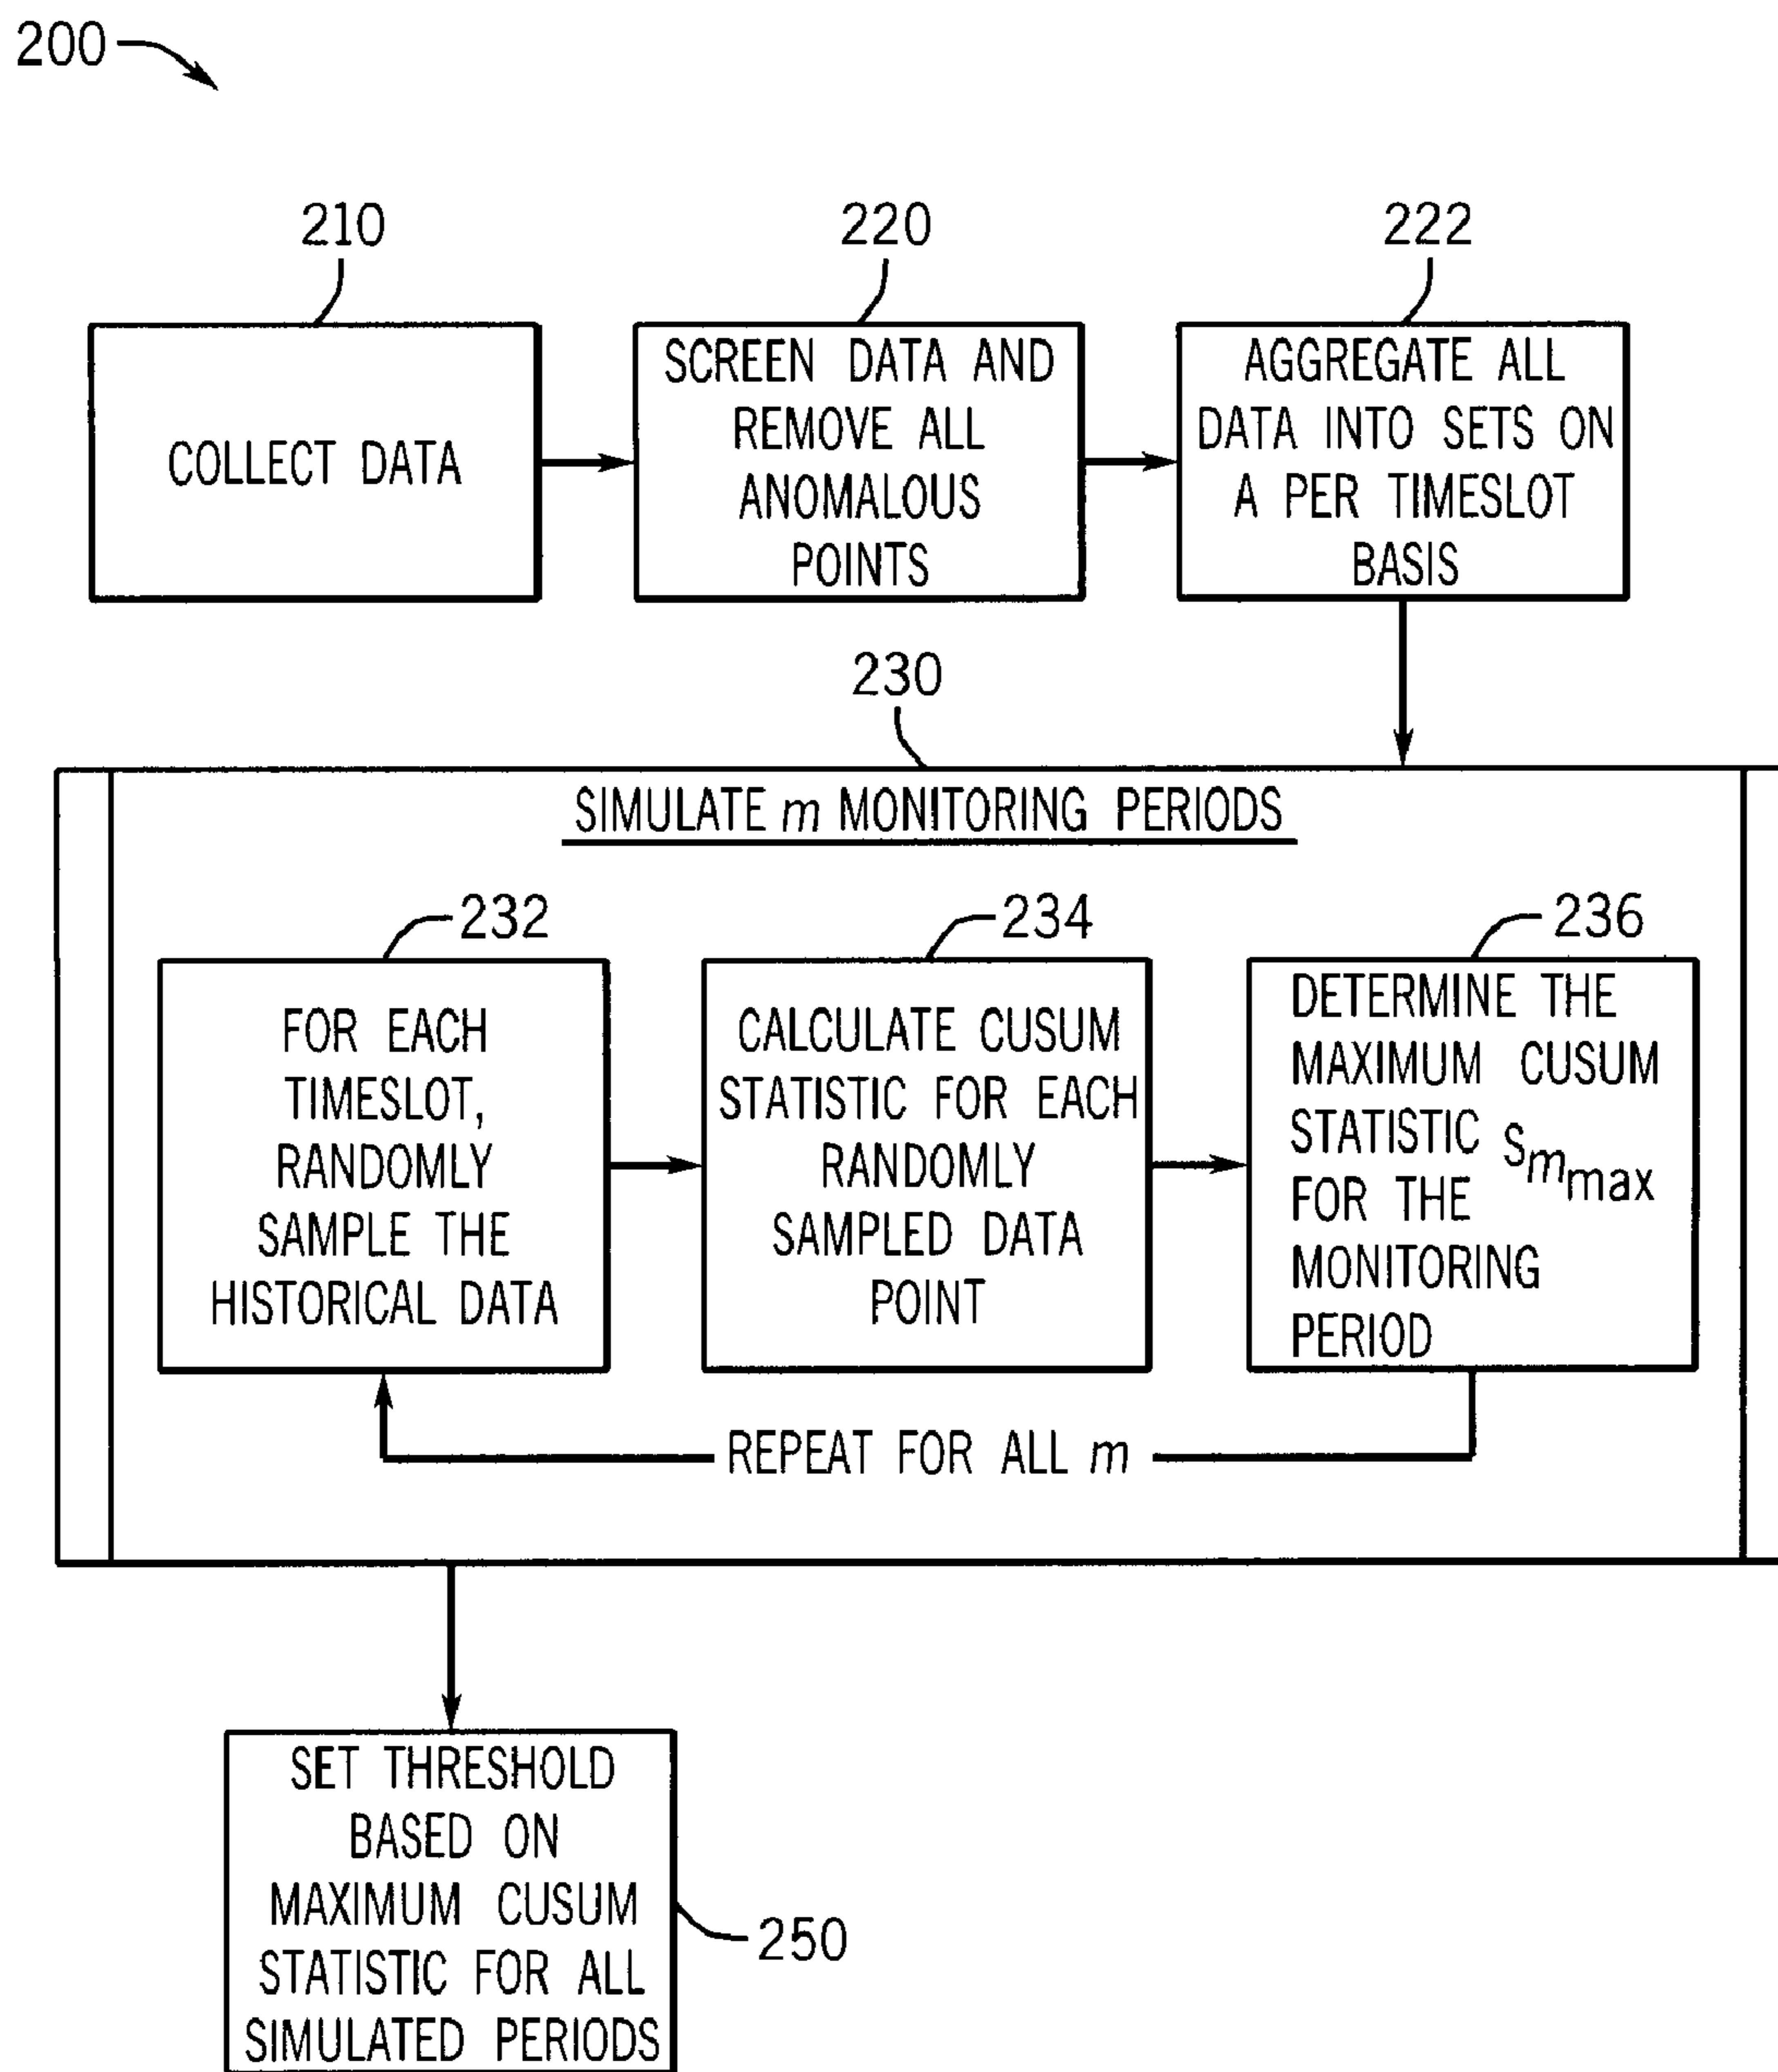 200
210
220
222
COLLECT DATA
SCREEN DATA AND
REMOVE ALL
ANOMALOUS
POINTS
AGGREGATE ALL
DATA INTO SETS ON
A PER TIMESLOT
BASIS
230
SIMULATE m MONITORING PERIODS
232
234
236
FOR EACH
TIMESLOT,
RANDOMLY
SAMPLE THE
HISTORICAL DATA
CALCULATE CUSUM
STATISTIC FOR EACH
RANDOMLY
SAMPLED DATA
POINT
DETERMINE THE
MAXIMUM CUSUM
STATISTIC Smmax
FOR THE
MONITORING
PERIOD
REPEAT FOR ALL m
SET THRESHOLD
BASED ON
MAXIMUM CUSUM
STATISTIC FOR ALL
SIMULATED PERIODS
250